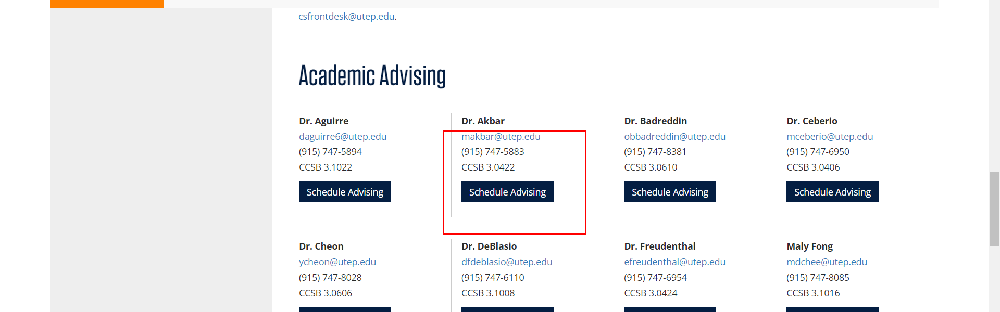 csfrontdesk@utep.edu.
Academic Advising
Dr. Aguirre
daguirre6@utep.edu
(915) 747-5894
CCSB 3.1022
Schedule Advising
Dr. Akbar
makbar@utep.edu
(915) 747-5883
CCSB 3.0422
Schedule Advising
Dr. Badreddin
obbadreddin@utep.edu
(915) 747-8381
CCSB 3.0610
Schedule Advising
Dr. Ceberio
mceberio@utep.edu
(915) 747-6950
CCSB 3.0406
Schedule Advising
Dr. Cheon
ycheon@utep.edu
(915) 747-8028
CCSB 3.0606
Dr. DeBlasio
dfdeblasio@utep.edu
(915) 747-6110
CCSB 3.1008
Dr. Freudenthal
efreudenthal@utep.edu
(915) 747-6954
CCSB 3.0424
Maly Fong
mdchee@utep.edu
(915) 747-8085
CCSB 3.1016